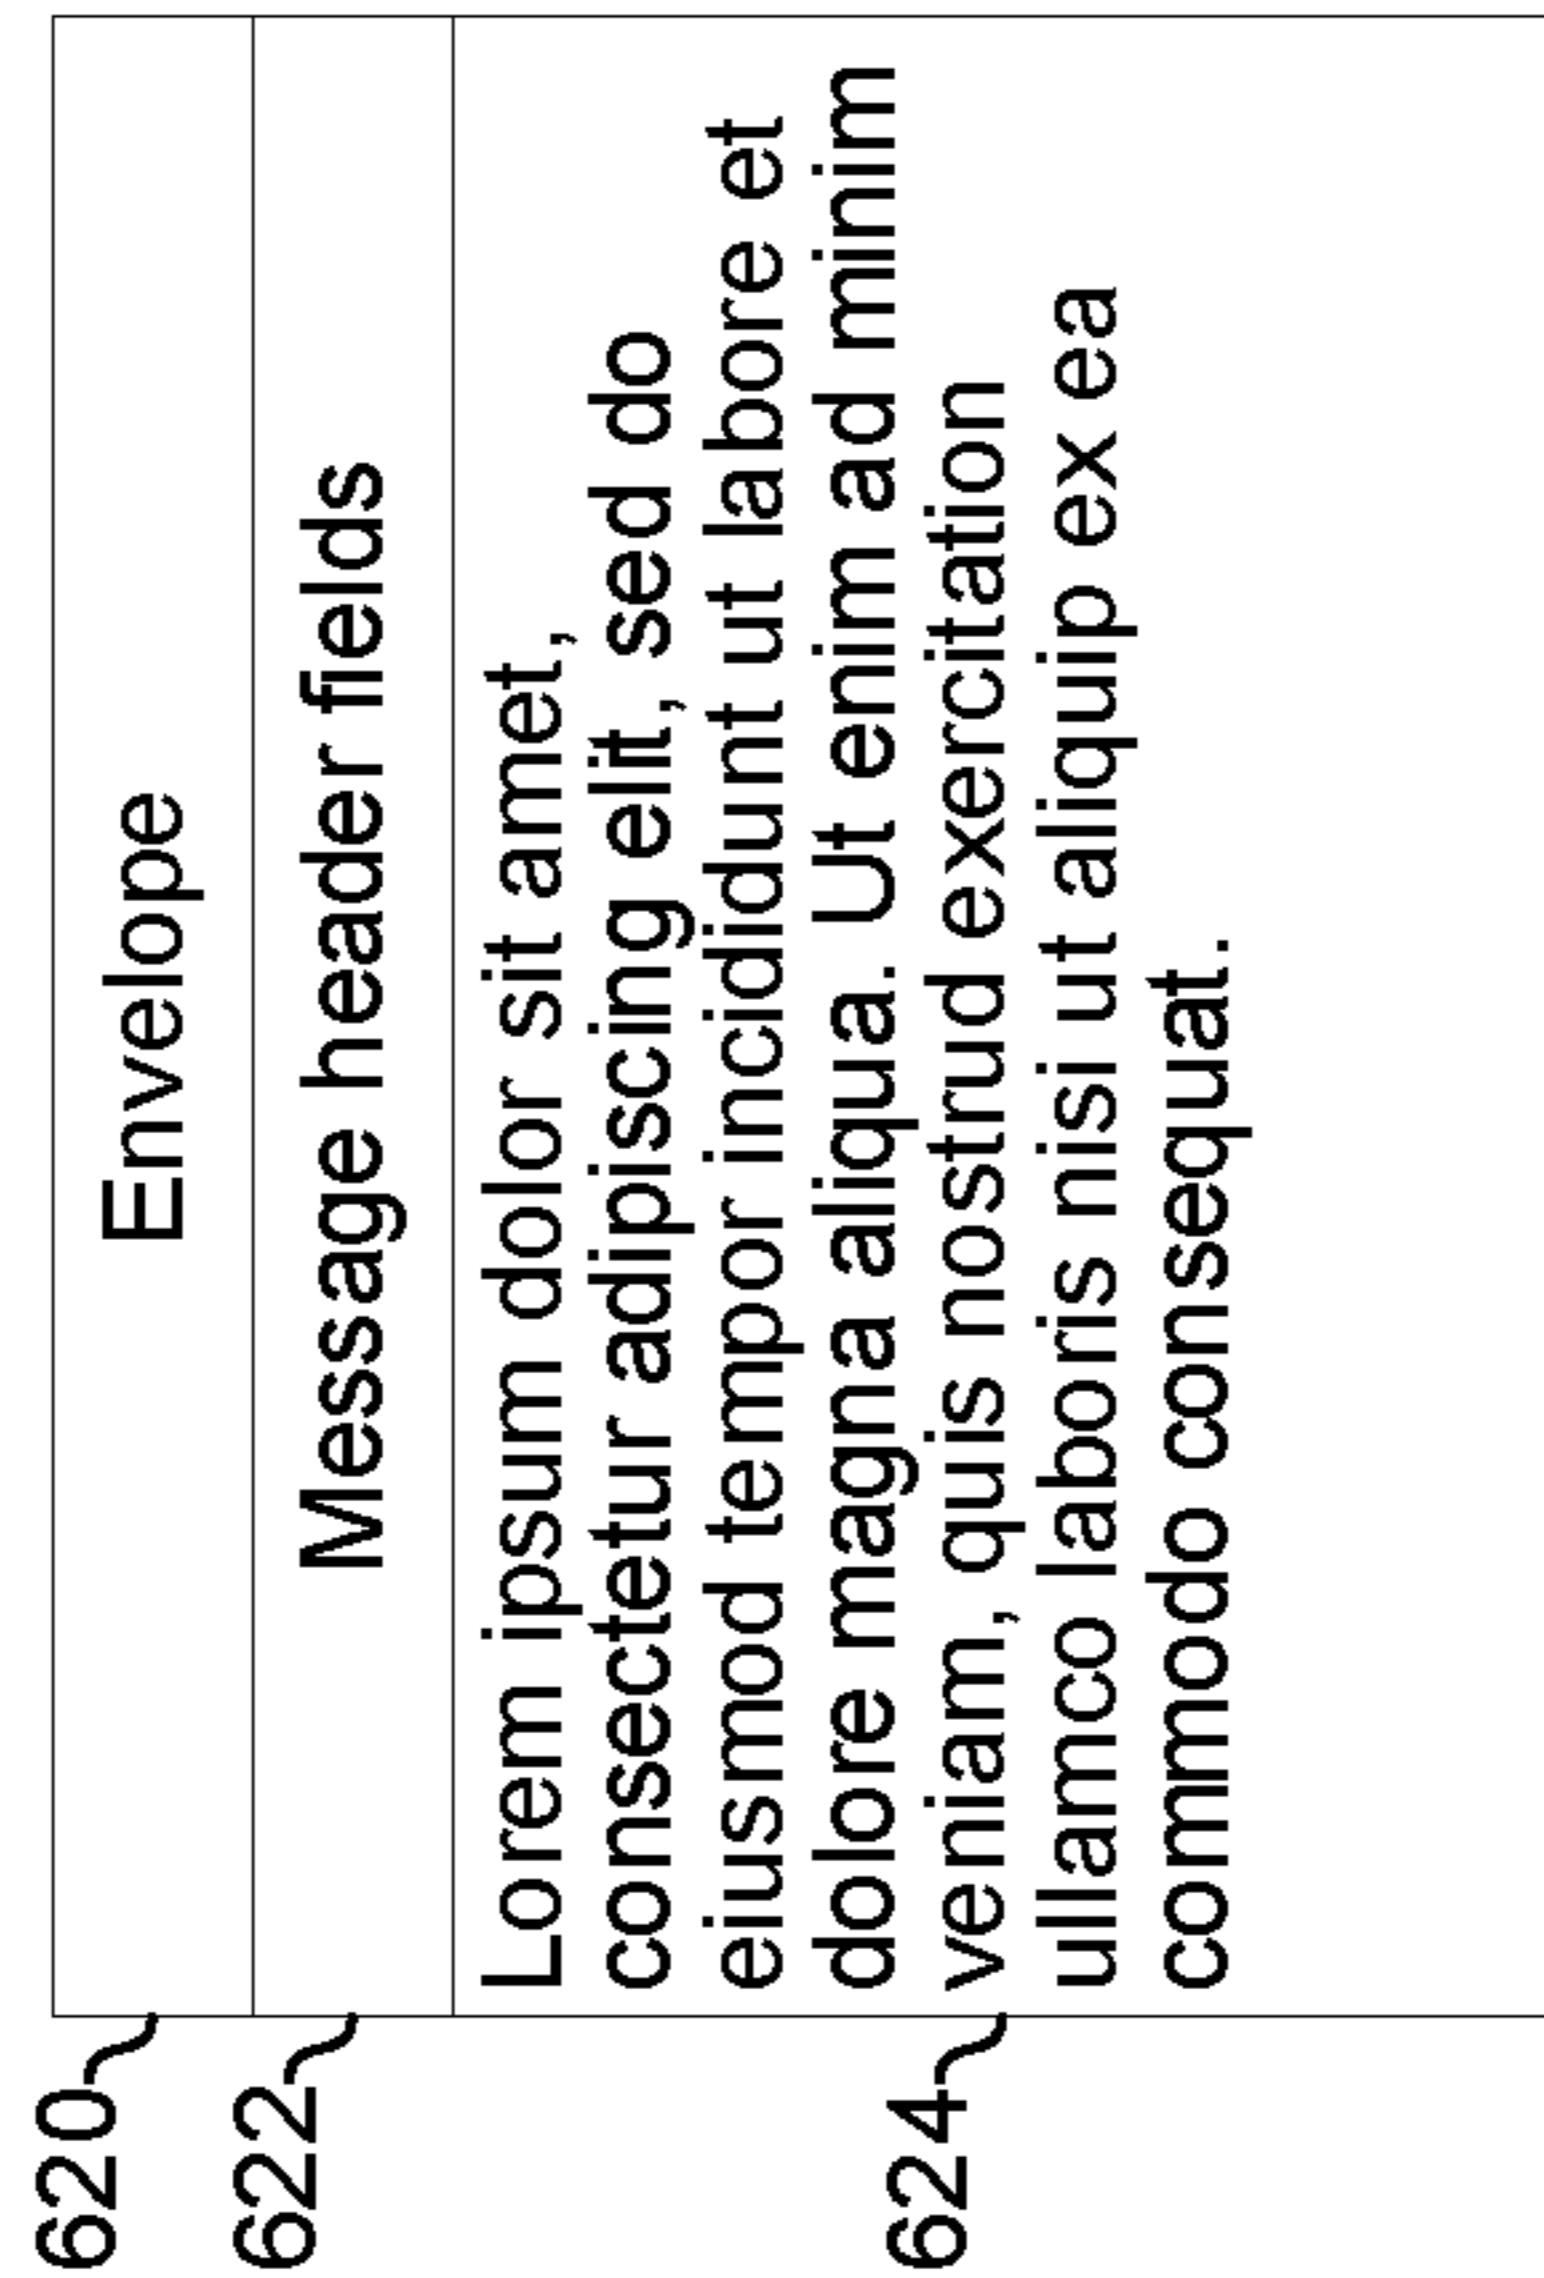 620
Envelope
622
Message header fields
624
Lorem ipsum dolor sit amet,
consectetur adipiscing elit, sed do
eiusmod tempor incididunt ut labore et
dolore magna aliqua. Ut enim ad minim
veniam, quis nostrud exercitation
ullamco laboris nisi ut aliquip ex ea
commodo consequat.